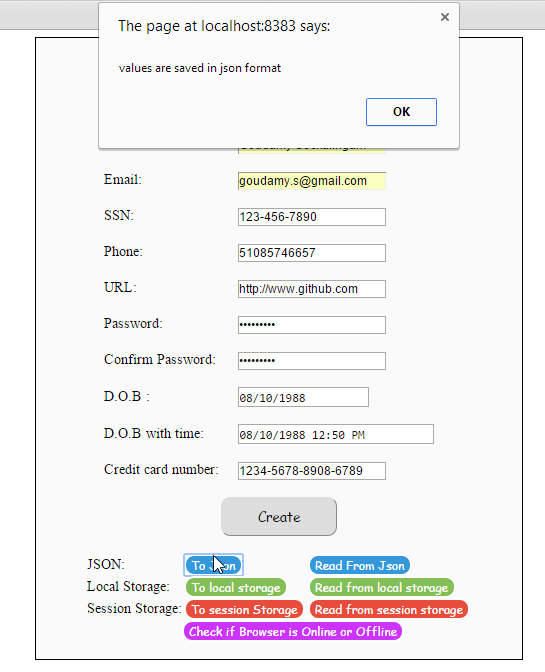 The page at localhost:8383 says:
values are saved in json format
OK
Email: goudamy.s@gmail.com
SSN: 123-456-7890
Phone: 51085746657
URL: http://www.github.com
Password: •••••••••
Confirm Password: •••••••••
D.O.B : 08/10/1988
D.O.B with time: 08/10/1988 12:50 PM
Credit card number: 1234-5678-8908-6789
Create
JSON: To Json Read From Json
Local Storage: To local storage Read from local storage
Session Storage: To session Storage Read from session storage
Check if Browser is Online or Offline